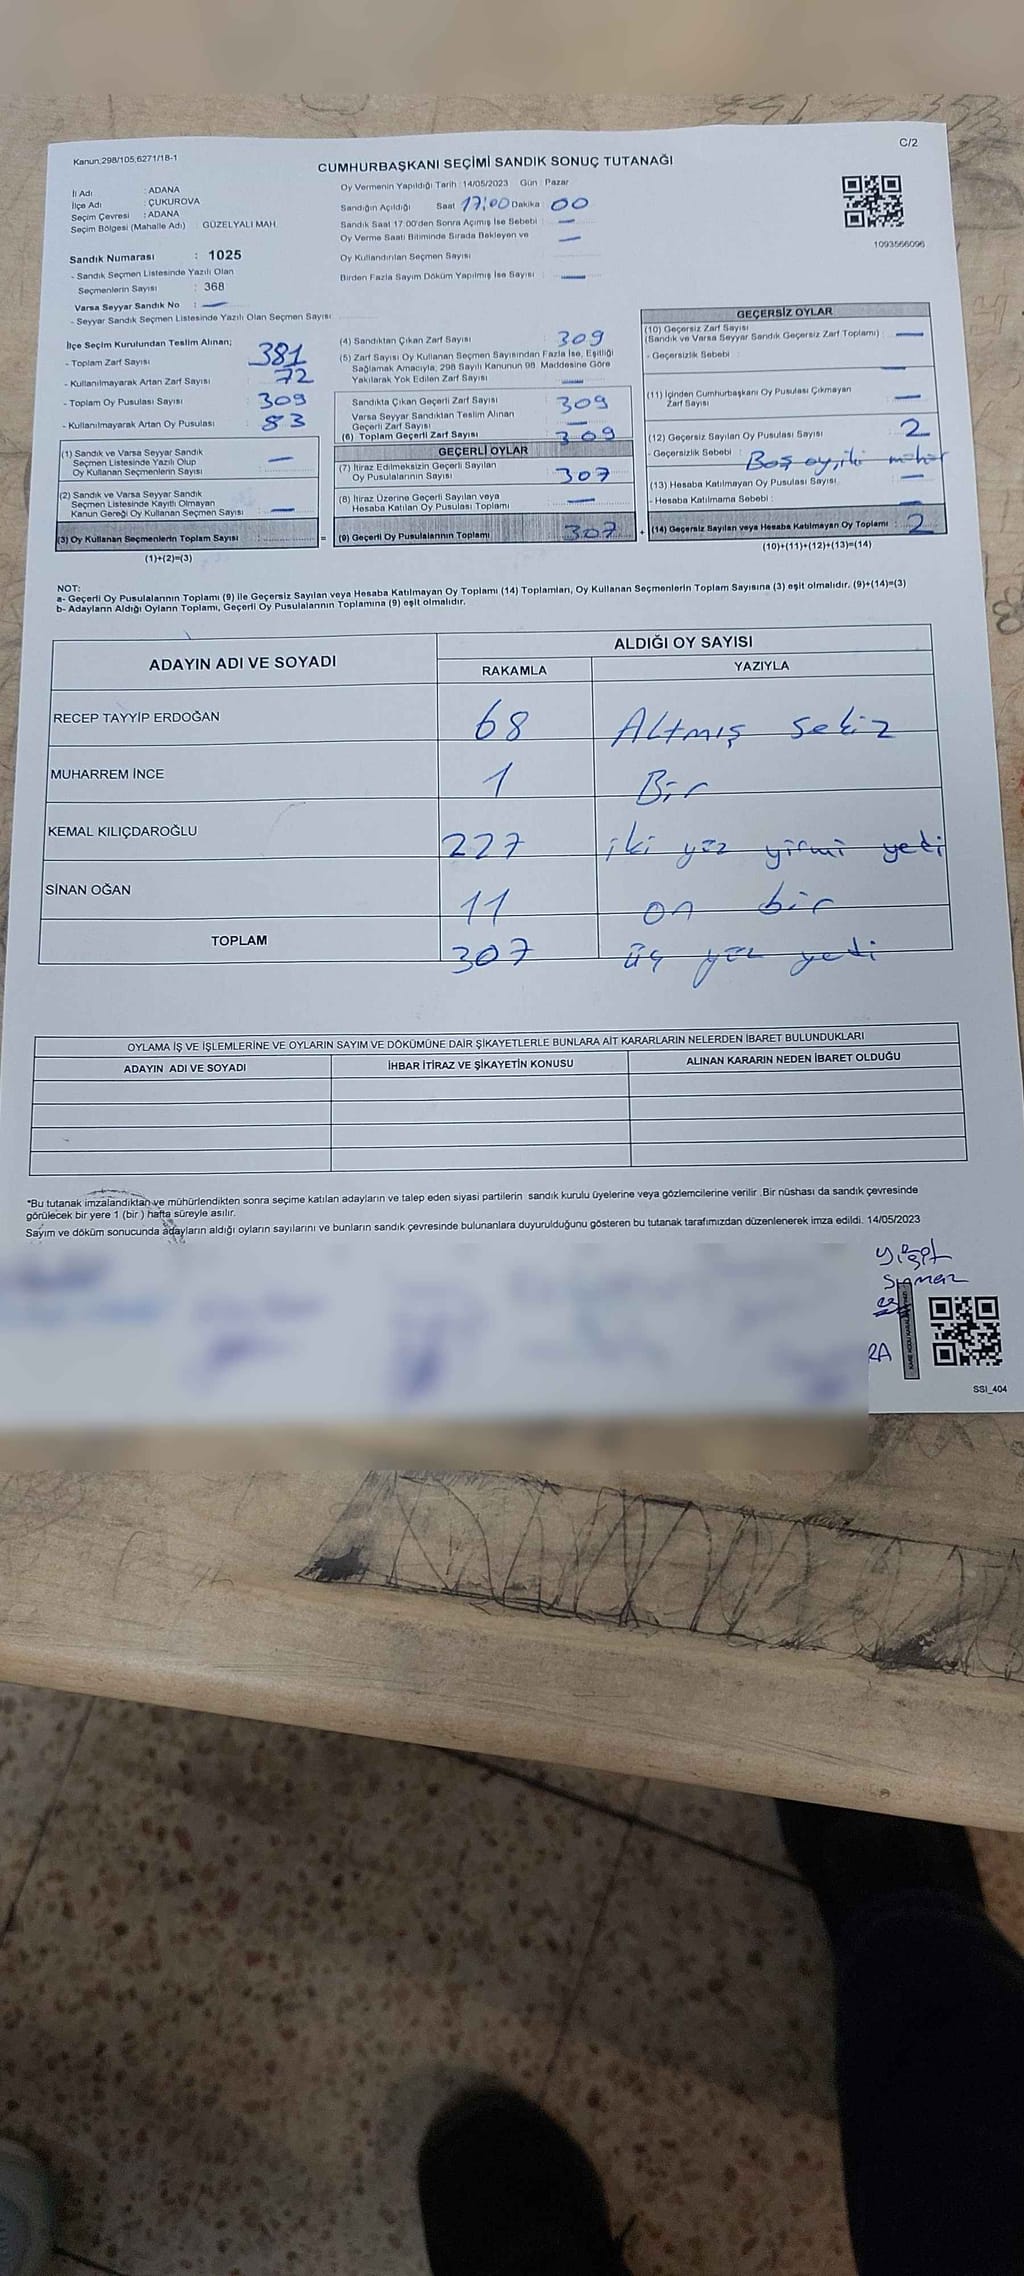 Kanun;298/105,6271/18-1
C/2
CUMHURBAŞKANI SEÇİMİ SANDIK SONUÇ TUTANAĞI
İl Adı : ADANA
İlçe Adı : ÇUKUROVA
Seçim Çevresi : ADANA
Seçim Bölgesi (Mahalle Adı) : GÜZELYALI MAH.
Sandık Numarası : 1025
- Sandık Seçmen Listesinde Yazılı Olan
Seçmenlerin Sayısı : 368
Varsa Seyyar Sandık No : —
- Seyyar Sandık Seçmen Listesinde Yazılı Olan Seçmen Sayısı :
Oy Vermenin Yapıldığı Tarih : 14/05/2023 Gün : Pazar
Sandığın Açıldığı Saat 17:00 Dakika : 00
Sandık Saat 17 00'den Sonra Açımış İse Sebebi : —
Oy Verme Saati Bitiminde Sırada Bekleyen ve —
Oy Kullandırılan Seçmen Sayısı
Birden Fazla Sayım Döküm Yapılmış İse Sayısı : —
1093566096
İlçe Seçim Kurulundan Teslim Alınan;
- Toplam Zarf Sayısı : 381
- Kullanılmayarak Artan Zarf Sayısı : 72
- Toplam Oy Pusulası Sayısı : 309
- Kullanılmayarak Artan Oy Pusulası : 83
(1) Sandık ve Varsa Seyyar Sandık
Seçmen Listesinde Yazılı Olup
Oy Kullanan Seçmenlerin Sayısı : —
(2) Sandık ve Varsa Seyyar Sandık
Seçmen Listesinde Kayıtlı Olmayan
Kanun Gereği Oy Kullanan Seçmen Sayısı : —
(3) Oy Kullanan Seçmenlerin Toplam Sayısı : =
(1)+(2)=(3)
(4) Sandıktan Çıkan Zarf Sayısı : 309
(5) Zarf Sayısı Oy Kullanan Seçmen Sayısından Fazla İse, Eşitliği
Sağlamak Amacıyla, 298 Sayılı Kanunun 98. Maddesine Göre
Yakılarak Yok Edilen Zarf Sayısı : —
Sandıkta Çıkan Geçerli Zarf Sayısı : 309
Varsa Seyyar Sandıktan Teslim Alınan
Geçerli Zarf Sayısı : —
(6) Toplam Geçerli Zarf Sayısı : 309
GEÇERLİ OYLAR
(7) İtiraz Edilmeksizin Geçerli Sayılan
Oy Pusulalarının Sayısı : 307
(8) İtiraz Üzerine Geçerli Sayılan veya
Hesaba Katılan Oy Pusulası Toplamı : —
(9) Geçerli Oy Pusulalarının Toplamı : 307 +
GEÇERSİZ OYLAR
(10) Geçersiz Zarf Sayısı
(Sandık ve Varsa Seyyar Sandık Geçersiz Zarf Toplamı) : —
- Geçersizlik Sebebi :
—
(11) İçinden Cumhurbaşkanı Oy Pusulası Çıkmayan
Zarf Sayısı : —
(12) Geçersiz Sayılan Oy Pusulası Sayısı : 2
- Geçersizlik Sebebi : Boş oy, iki mühür
(13) Hesaba Katılmayan Oy Pusulası Sayısı : —
- Hesaba Katılmama Sebebi : —
(14) Geçersiz Sayılan veya Hesaba Katılmayan Oy Toplamı : 2
(10)+(11)+(12)+(13)=(14)
NOT:
a- Geçerli Oy Pusulalarının Toplamı (9) ile Geçersiz Sayılan veya Hesaba Katılmayan Oy Toplamı (14) Toplamları, Oy Kullanan Seçmenlerin Toplam Sayısına (3) eşit olmalıdır. (9)+(14)=(3)
b- Adayların Aldığı Oyların Toplamı, Geçerli Oy Pusulalarının Toplamına (9) eşit olmalıdır.
ADAYIN ADI VE SOYADI ALDIĞI OY SAYISI
RAKAMLA YAZIYLA
RECEP TAYYİP ERDOĞAN 68 Altmış sekiz
MUHARREM İNCE 1 Bir
KEMAL KILIÇDAROĞLU 227 iki yüz yirmi yedi
SİNAN OĞAN 11 on bir
TOPLAM 307 üç yüz yedi
OYLAMA İŞ VE İŞLEMLERİNE VE OYLARIN SAYIM VE DÖKÜMÜNE DAİR ŞİKAYETLERLE BUNLARA AİT KARARLARIN NELERDEN İBARET BULUNDUKLARI
ADAYIN ADI VE SOYADI İHBAR İTİRAZ VE ŞİKAYETİN KONUSU ALINAN KARARIN NEDEN İBARET OLDUĞU
*Bu tutanak imzalandıktan ve mühürlendikten sonra seçime katılan adayların ve talep eden siyasi partilerin sandık kurulu üyelerine veya gözlemcilerine verilir .Bir nüshası da sandık çevresinde
görülecek bir yere 1 (bir ) hafta süreyle asılır.
Sayım ve döküm sonucunda adayların aldığı oyların sayılarını ve bunların sandık çevresinde bulunanlara duyurulduğunu gösteren bu tutanak tarafımızdan düzenlenerek imza edildi. 14/05/2023
Yiğit
RA
SSI_404